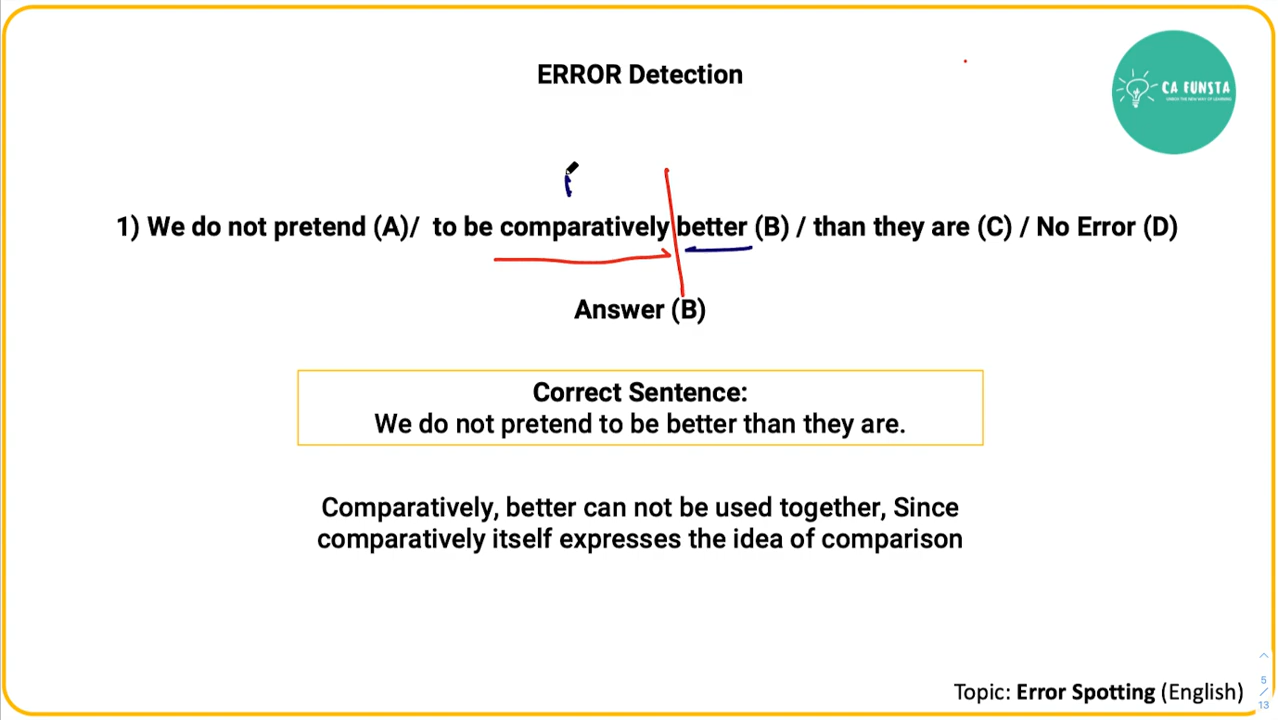 ERROR Detection
CA FUNSTA
1) We do not pretend (A)/ to be comparatively better (B) / than they are (C) / No Error (D)
Answer (B)
Correct Sentence:
We do not pretend to be better than they are.
Comparatively, better can not be used together, Since
comparatively itself expresses the idea of comparison
Topic: Error Spotting (English)
5
/
13